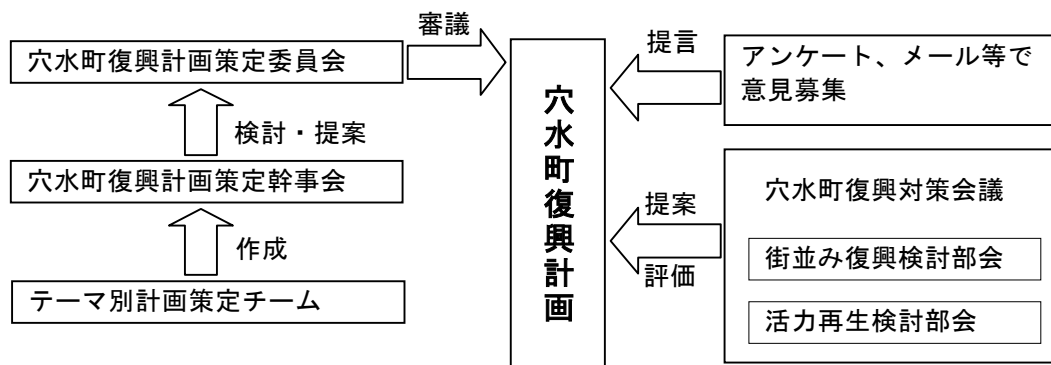 審議
穴水町復興計画策定委員会
検討・提案
穴水町復興計画策定幹事会
作成
テーマ別計画策定チーム
穴水町復興計画
提言
アンケート、メール等で
意見募集
提案
評価
穴水町復興対策会議
街並み復興検討部会
活力再生検討部会